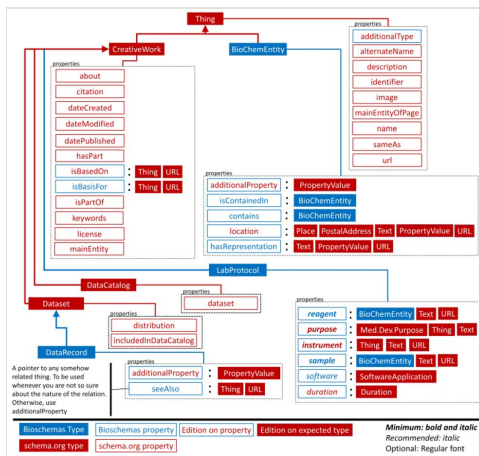 Thing
CreativeWork
BioChemEntity
properties
additionalType
alternateName
description
identifier
image
mainEntityOfPage
name
sameAs
url
properties
about
citation
dateCreated
dateModified
datePublished
hasPart
isBasedOn : Thing URL
isBasisFor : Thing URL
isPartOf
keywords
license
mainEntity
properties
additionalProperty : PropertyValue
isContainedIn : BioChemEntity
contains : BioChemEntity
location : Place PostalAddress Text PropertyValue URL
hasRepresentation : Text PropertyValue URL
LabProtocol
DataCatalog
properties
dataset
Dataset
properties
distribution
includedInDataCatalog
properties
reagent : BioChemEntity Text URL
purpose : Med.Dev.Purpose Thing Text
instrument : Thing Text URL
sample : BioChemEntity Text URL
software : SoftwareApplication
duration : Duration
DataRecord
properties
additionalProperty : PropertyValue
seeAlso : Thing URL
A pointer to any somehow
related thing. To be used
whenever you are not so sure
about the nature of the relation.
Otherwise, use
additionalProperty
Bioschemas Type Bioschemas property Edition on property Edition on expected type
schema.org type schema.org property
Minimum: bold and italic
Recommended: italic
Optional: Regular font